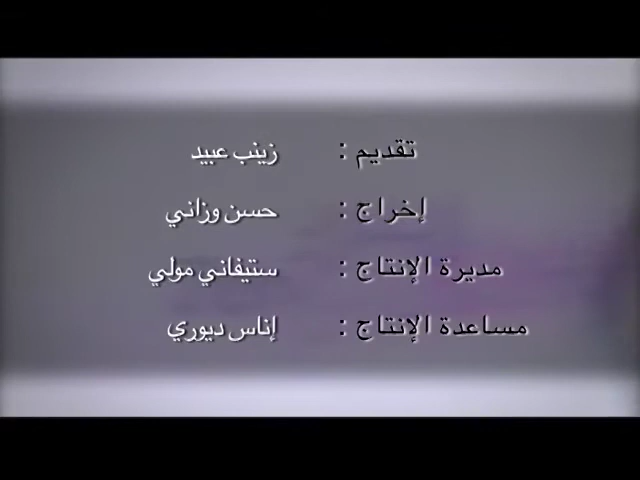 تقديم : زينب عبيد
إخراج : حسن وزاني
مديرة الإنتاج : ستيفاني مولي
مساعدة الإنتاج : إناس ديوري